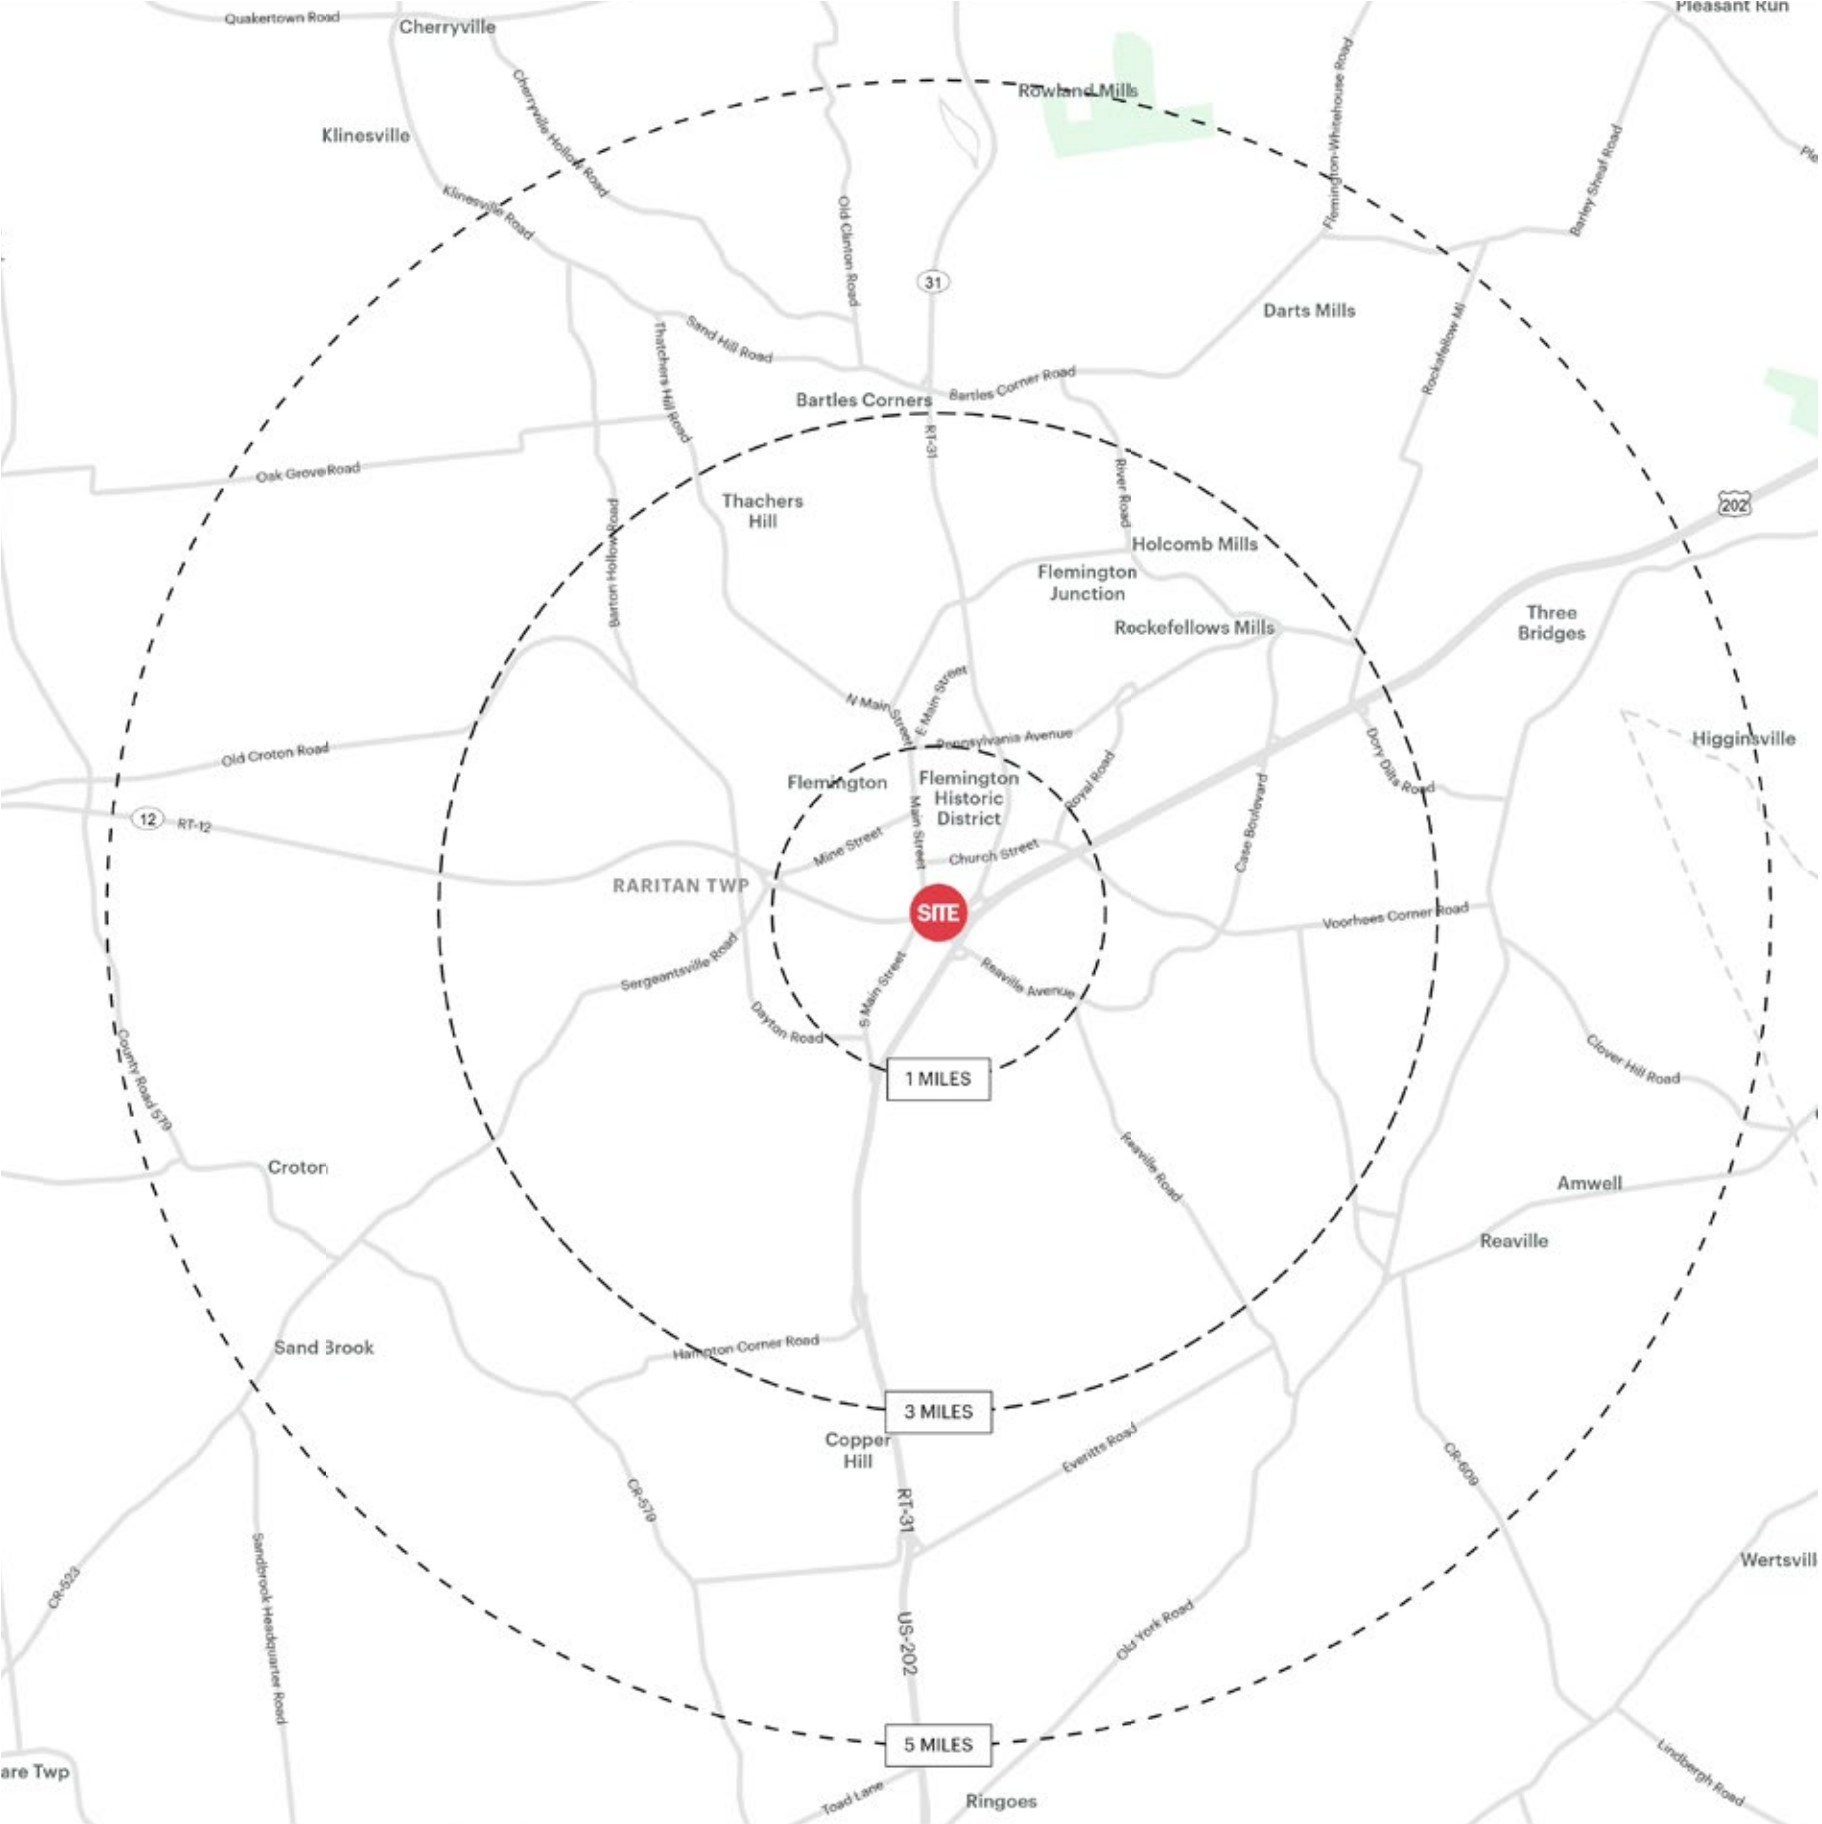 Quakertown Road
Cherryville
Pleasant Run
Cherryville Hollow Road
Rowland Mills
Flemington-Whitehouse Road
Klinesville
Barley Sheaf Road
Klinesville Road
Old Clinton Road
31
Darts Mills
Sand Hill Road
Thatchers Hill Road
Rockafellow Ml
Bartles Corners
Bartles Corner Road
RT-31
Oak Grove Road
Thachers
Hill
River Road
202
Barton Hollow Road
Holcomb Mills
Flemington
Junction
Rockefellows Mills
Three
Bridges
N Main Street
E Main Street
Pennsylvania Avenue
Old Croton Road
Higginsville
Dory Dilts Road
Flemington
Flemington
Historic
District
Royal Road
Main Street
Case Boulevard
12
RT-12
Mine Street
Church Street
RARITAN TWP
SITE
Voorhees Corner Road
Sergeantsville Road
S Main Street
Reaville Avenue
Dayton Road
1 MILES
County Road 579
Clover Hill Road
Croton
Reaville Road
Amwell
Reaville
Sand Brook
Hampton Corner Road
3 MILES
Copper
Hill
Everitts Road
CR-609
CR-579
RT-31
CR-523
Sandbrook Headquarter Road
Wertsvill
US-202
Old York Road
5 MILES
are Twp
Toad Lane
Ringoes
Lindbergh Road